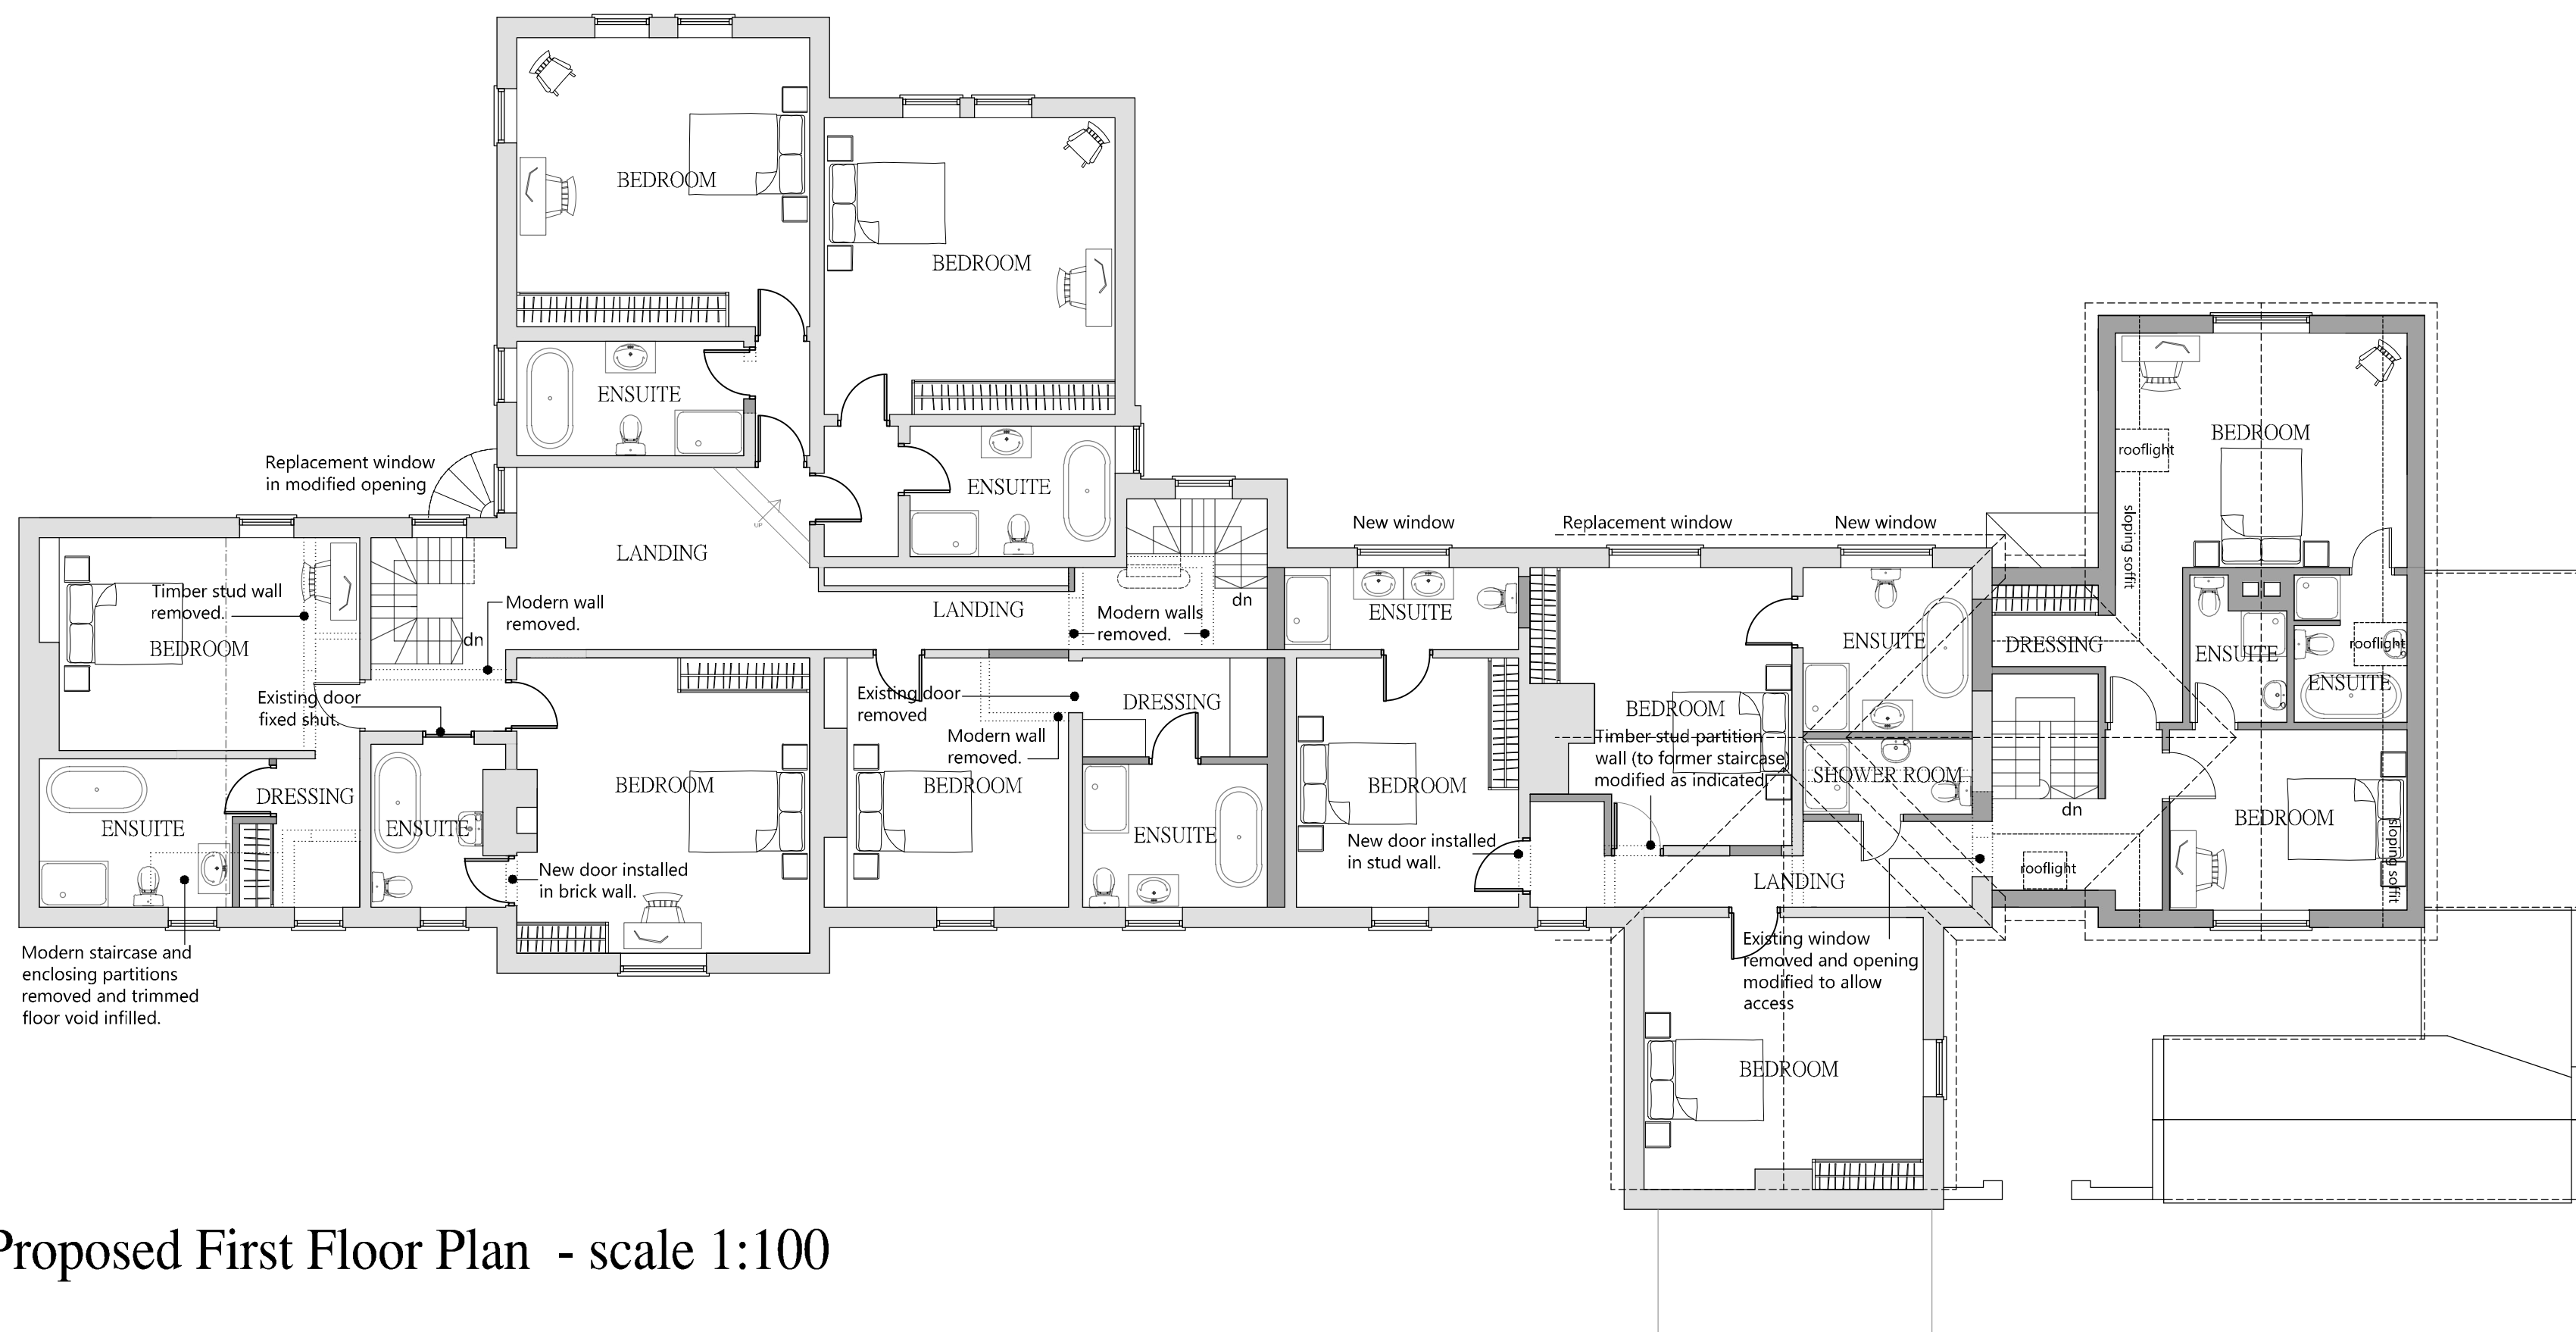 BEDROOM
BEDROOM
ENSUITE
BEDROOM
rooflight
Replacement window
in modified opening
ENSUITE
UP
New window
Replacement window
New window
sloping soffit
LANDING
Timber stud wall
removed.
BEDROOM
Modern wall
removed.
dn
LANDING
Modern walls
removed.
dn
ENSUITE
ENSUITE
DRESSING
ENSUITE
rooflight
ENSUITE
Existing door
fixed shut.
Existing door
removed
DRESSING
BEDROOM
Modern wall
removed.
Timber stud partition
wall (to former staircase)
modified as indicated
SHOWER ROOM
DRESSING
ENSUITE
ENSUITE
BEDROOM
BEDROOM
ENSUITE
BEDROOM
dn
BEDROOM
sloping soffit
New door installed
in brick wall.
New door installed
in stud wall.
LANDING
rooflight
Modern staircase and
enclosing partitions
removed and trimmed
floor void infilled.
Existing window
removed and opening
modified to allow
access
BEDROOM
Proposed First Floor Plan - scale 1:100